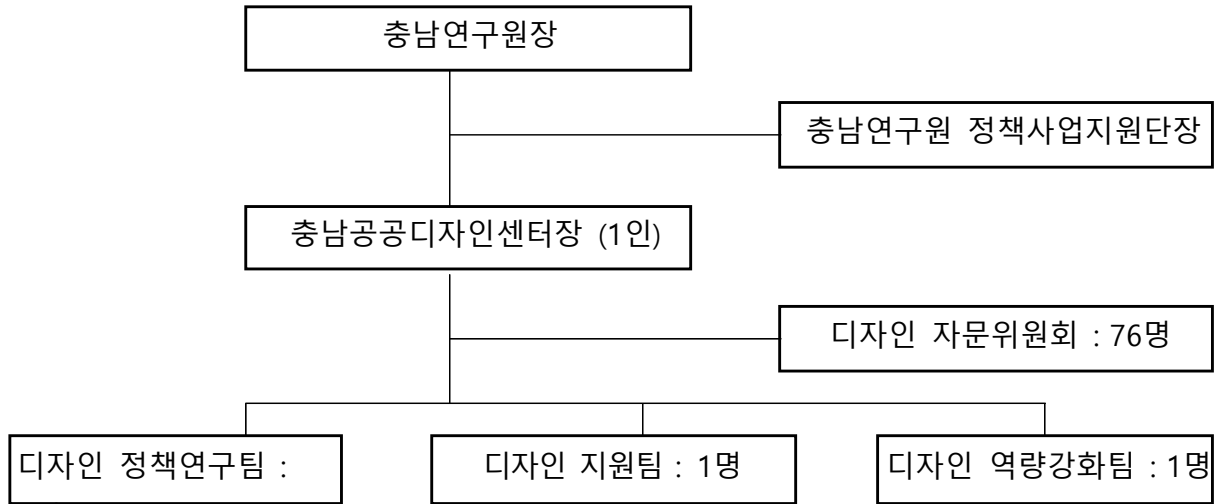 충남연구원장
충남연구원 정책사업지원단장
충남공공디자인센터장 (1인)
디자인 자문위원회 : 76명
디자인 정책연구팀 :
디자인 지원팀 : 1명
디자인 역량강화팀 : 1명